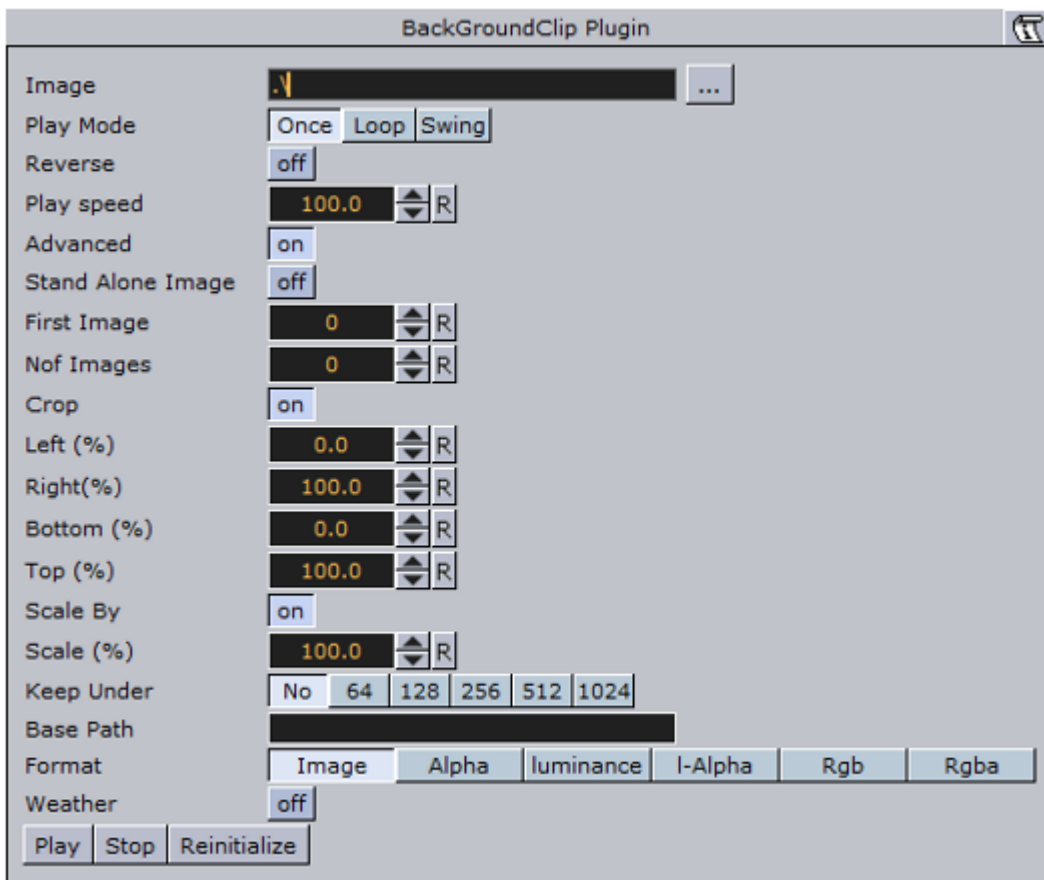 BackGroundClip Plugin
Image .\ ...
Play Mode Once Loop Swing
Reverse off
Play speed 100.0 R
Advanced on
Stand Alone Image off
First Image 0 R
Nof Images 0 R
Crop on
Left (%) 0.0 R
Right(%) 100.0 R
Bottom (%) 0.0 R
Top (%) 100.0 R
Scale By on
Scale (%) 100.0 R
Keep Under No 64 128 256 512 1024
Base Path
Format Image Alpha luminance l-Alpha Rgb Rgba
Weather off
Play Stop Reinitialize